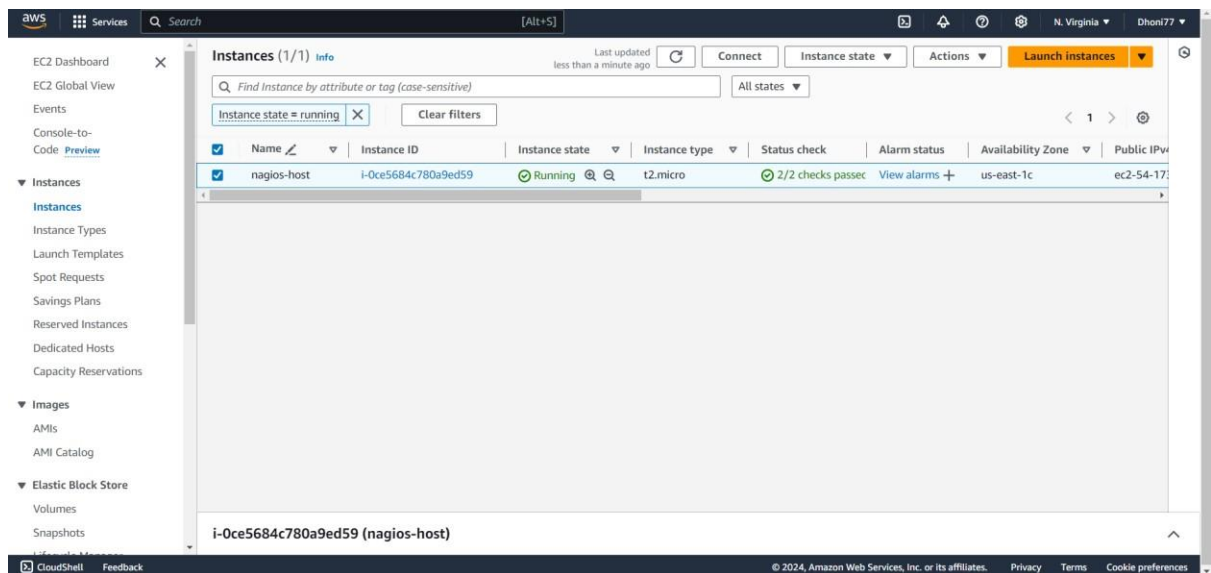 aws Services Search [Alt+S] N. Virginia Dhoni77
EC2 Dashboard
EC2 Global View
Events
Console-to-
Code Preview
Instances
Instances
Instance Types
Launch Templates
Spot Requests
Savings Plans
Reserved Instances
Dedicated Hosts
Capacity Reservations
Images
AMIs
AMI Catalog
Elastic Block Store
Volumes
Snapshots
Instances (1/1) Info
Last updated
less than a minute ago
Connect Instance state Actions Launch instances
Find Instance by attribute or tag (case-sensitive) All states
Instance state = running Clear filters
1
Name Instance ID Instance state Instance type Status check Alarm status Availability Zone Public IPv4
nagios-host i-0ce5684c780a9ed59 Running t2.micro 2/2 checks passed View alarms + us-east-1c ec2-54-17
i-0ce5684c780a9ed59 (nagios-host)
CloudShell Feedback © 2024, Amazon Web Services, Inc. or its affiliates. Privacy Terms Cookie preferences